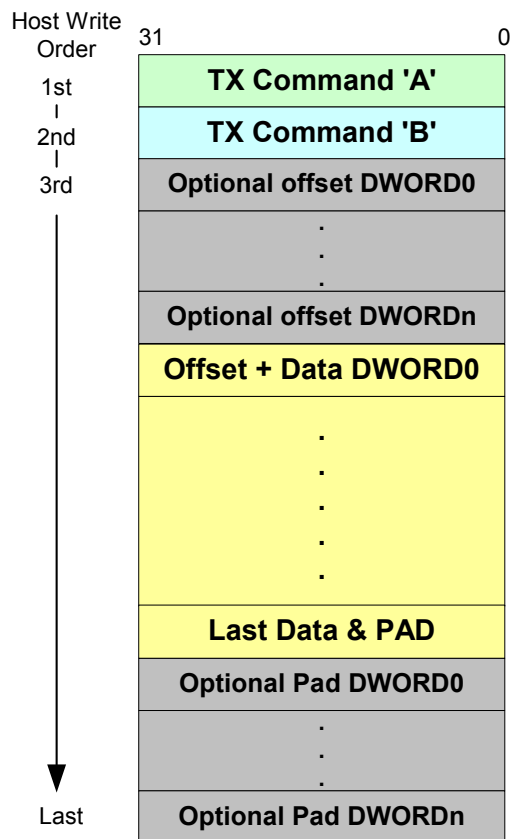 Host Write
Order
31 0
1st
TX Command 'A'
2nd
TX Command 'B'
3rd
Optional offset DWORD0
.
.
.
Optional offset DWORDn
Offset + Data DWORD0
.
.
.
.
.
Last Data & PAD
Optional Pad DWORD0
.
.
.
Last
Optional Pad DWORDn